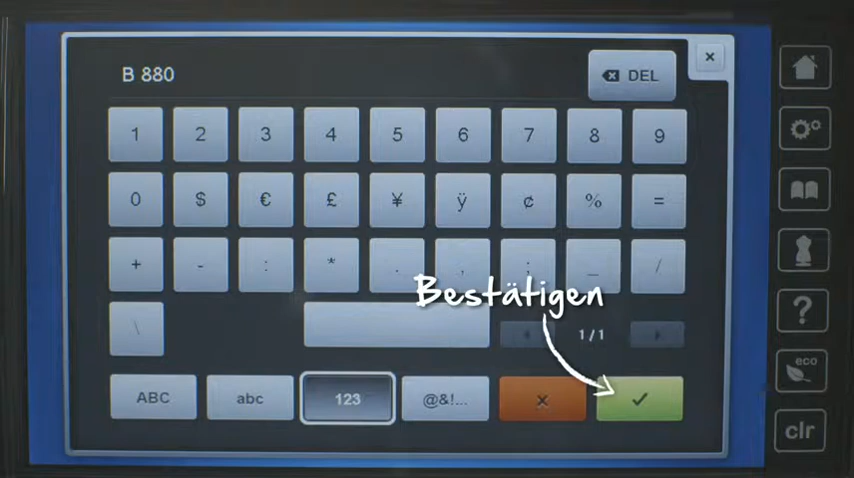 B 880
DEL
1 2 3 4 5 6 7 8 9
0 $ € £ ¥ ÿ ¢ % =
+ - : * . , ; _ /
\
Bestätigen
1/1
ABC abc 123 @&!...
eco
clr
?